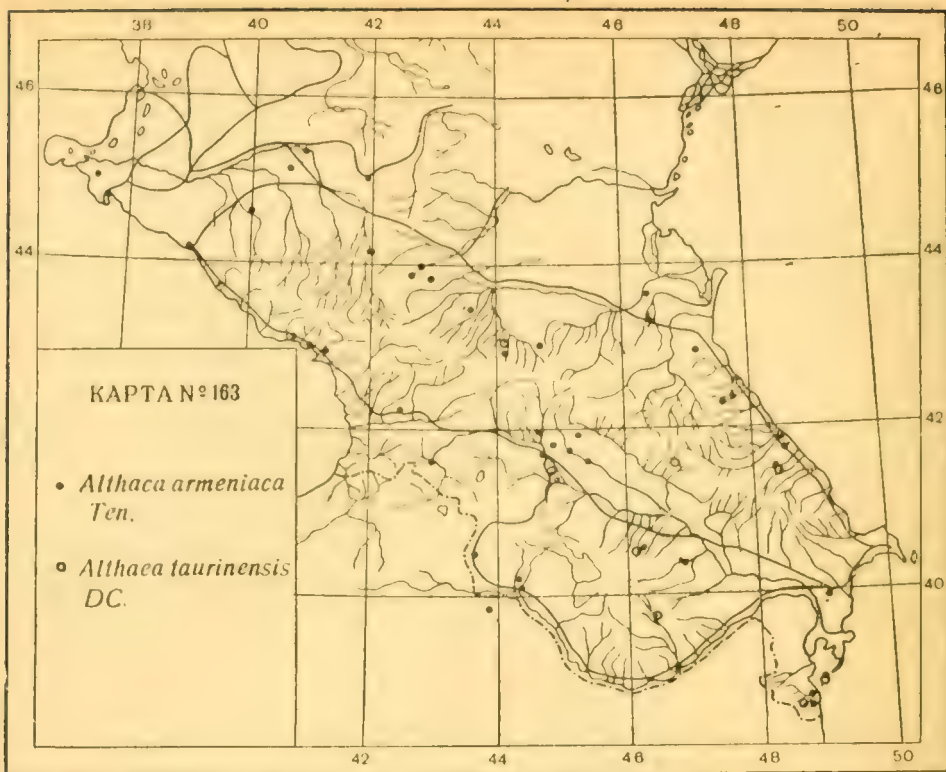 38 40 42 44 46 48 50
46 46
44 44
42
40 40
КАРТА № 163
• Althaca armeniaca
Ten.
o Althaea taurinensis
DC.
42 44 46 48 50